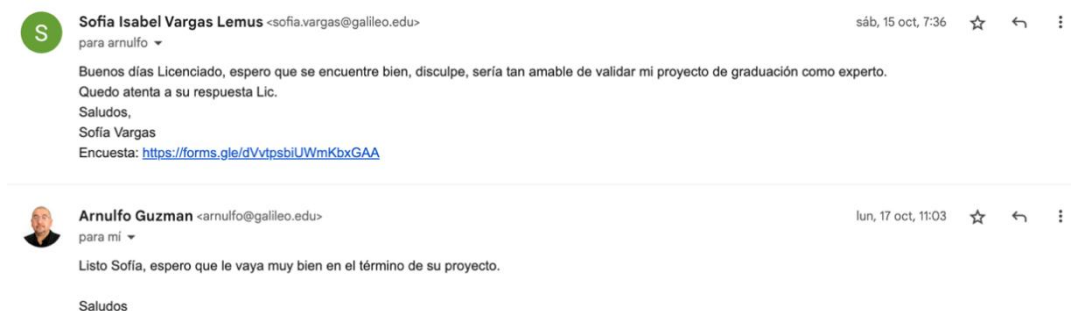 S
Sofia Isabel Vargas Lemus <sofia.vargas@galileo.edu>
sáb, 15 oct, 7:36
para arnulfo
Buenos días Licenciado, espero que se encuentre bien, disculpe, sería tan amable de validar mi proyecto de graduación como experto.
Quedo atenta a su respuesta Lic.
Saludos,
Sofía Vargas
Encuesta: https://forms.gle/dVvtpsbiUWmKbxGAA
Arnulfo Guzman <arnulfo@galileo.edu>
lun, 17 oct, 11:03
para mí
Listo Sofía, espero que le vaya muy bien en el término de su proyecto.
Saludos